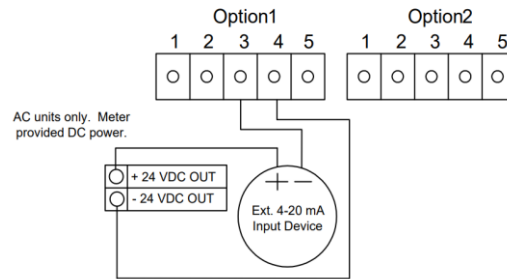 Option1 Option2
1 2 3 4 5 1 2 3 4 5
AC units only. Meter
provided DC power.
+ 24 VDC OUT
- 24 VDC OUT
+ −
Ext. 4-20 mA
Input Device